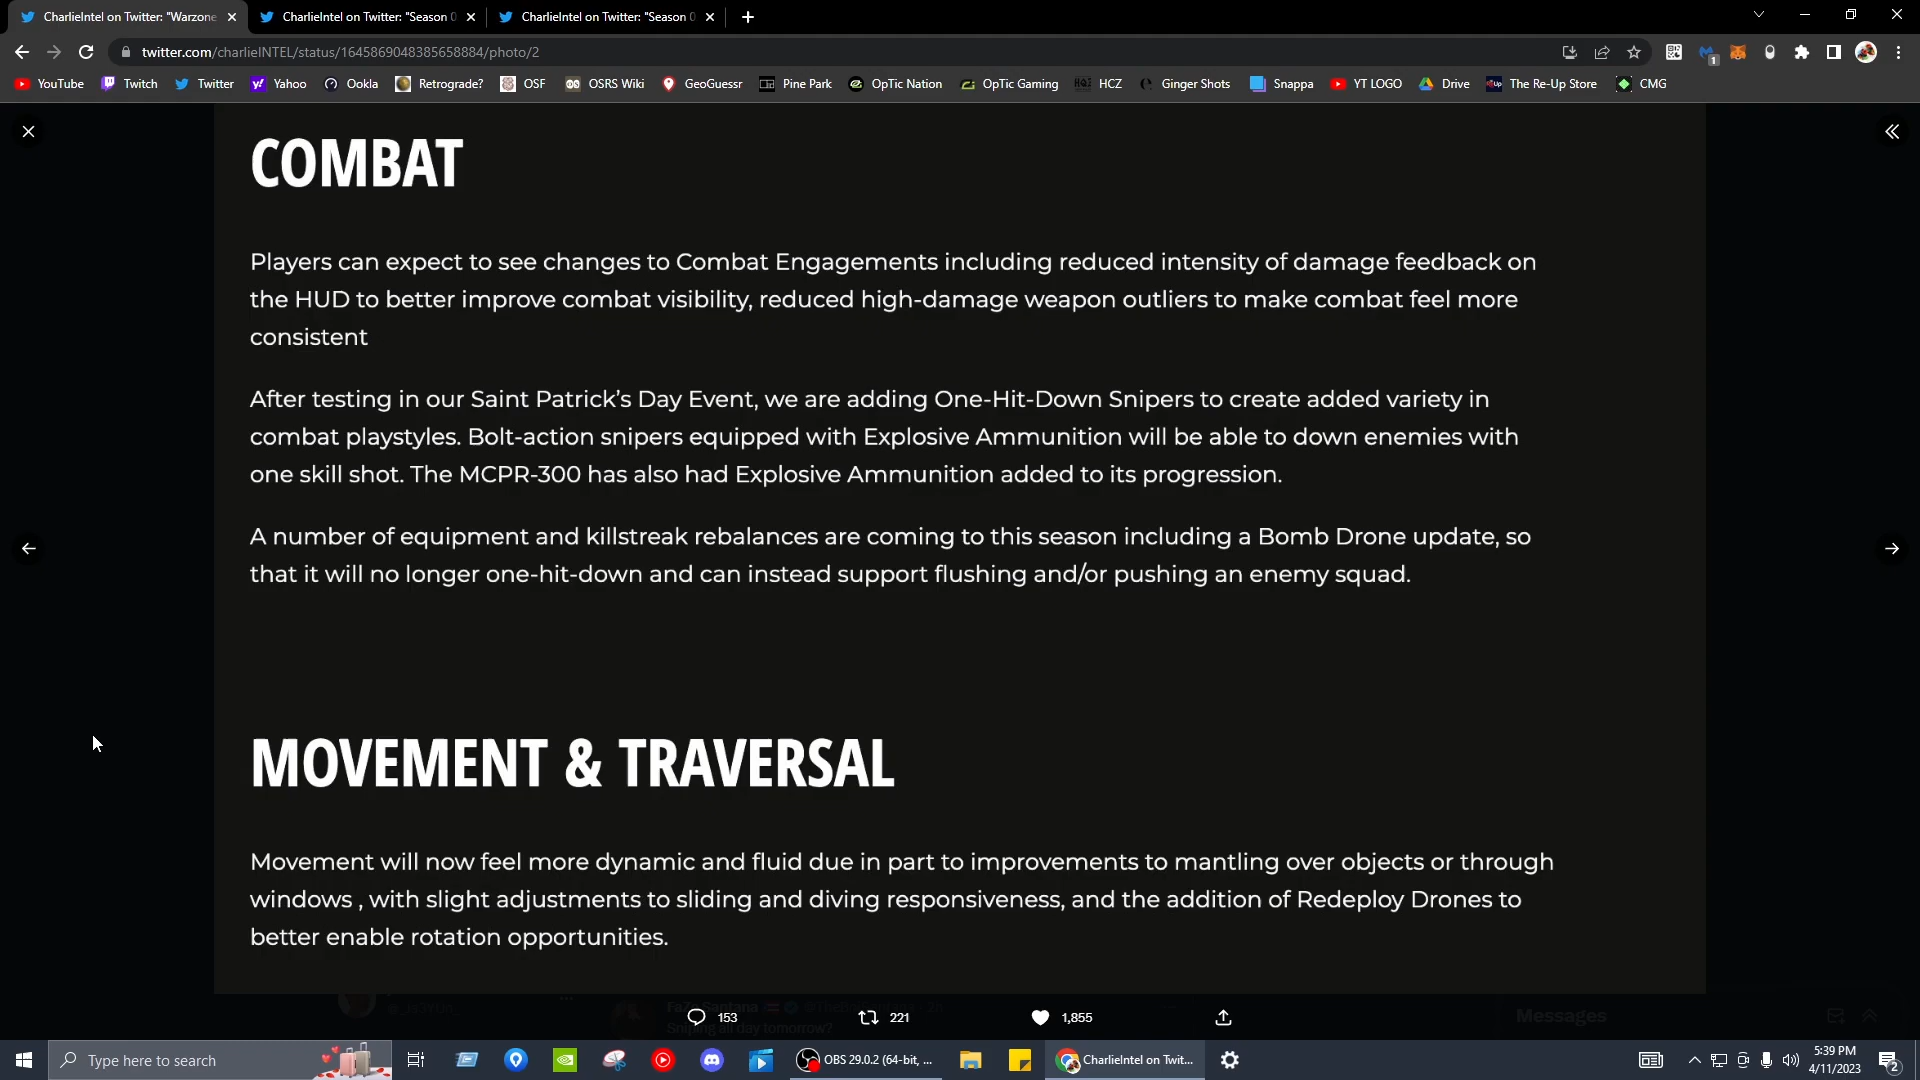 CharlieIntel on Twitter: "Warzone
CharlieIntel on Twitter: "Season 0
CharlieIntel on Twitter: "Season 0
twitter.com/charlieINTEL/status/1645869048385658884/photo/2
1
YouTube Twitch Twitter Yahoo Ookla Retrograde? OSF OSRS Wiki GeoGuessr Pine Park OpTic Nation OpTic Gaming HCZ Ginger Shots Snappa YT LOGO Drive The Re-Up Store CMG
COMBAT
Players can expect to see changes to Combat Engagements including reduced intensity of damage feedback on
the HUD to better improve combat visibility, reduced high-damage weapon outliers to make combat feel more
consistent
After testing in our Saint Patrick's Day Event, we are adding One-Hit-Down Snipers to create added variety in
combat playstyles. Bolt-action snipers equipped with Explosive Ammunition will be able to down enemies with
one skill shot. The MCPR-300 has also had Explosive Ammunition added to its progression.
A number of equipment and killstreak rebalances are coming to this season including a Bomb Drone update, so
that it will no longer one-hit-down and can instead support flushing and/or pushing an enemy squad.
MOVEMENT & TRAVERSAL
Movement will now feel more dynamic and fluid due in part to improvements to mantling over objects or through
windows , with slight adjustments to sliding and diving responsiveness, and the addition of Redeploy Drones to
better enable rotation opportunities.
FaZe Santana
153 221 1,855
Sniping all day tomorrow?
Messages
Type here to search
OBS 29.0.2 (64-bit, ...
CharlieIntel on Twit...
5:39 PM
4/11/2023
2